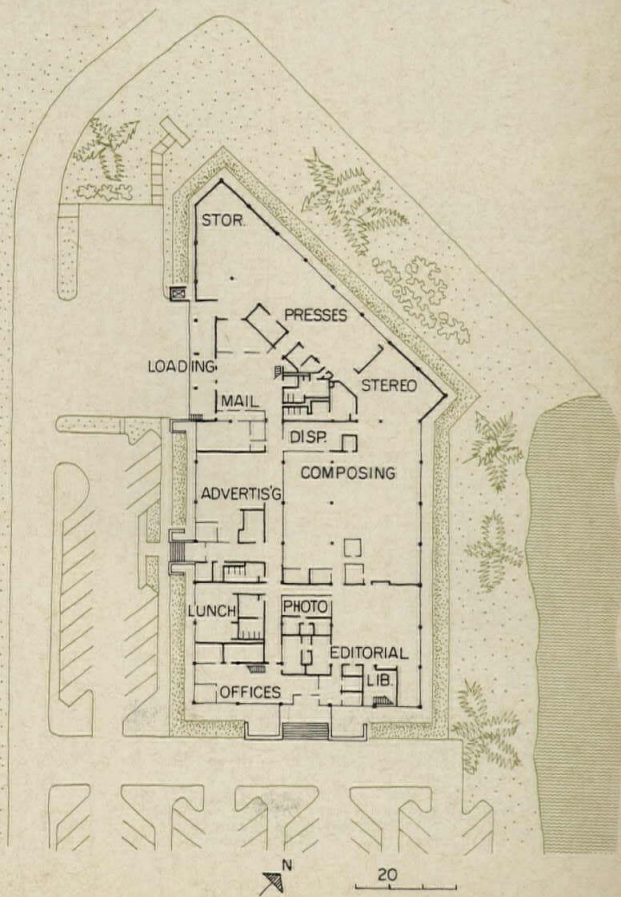 STOR.
PRESSES
LOADING
STEREO
MAIL
DISP.
COMPOSING
ADVERTIS'G
LUNCH
PHOTO
EDITORIAL
LIB.
OFFICES
N
20